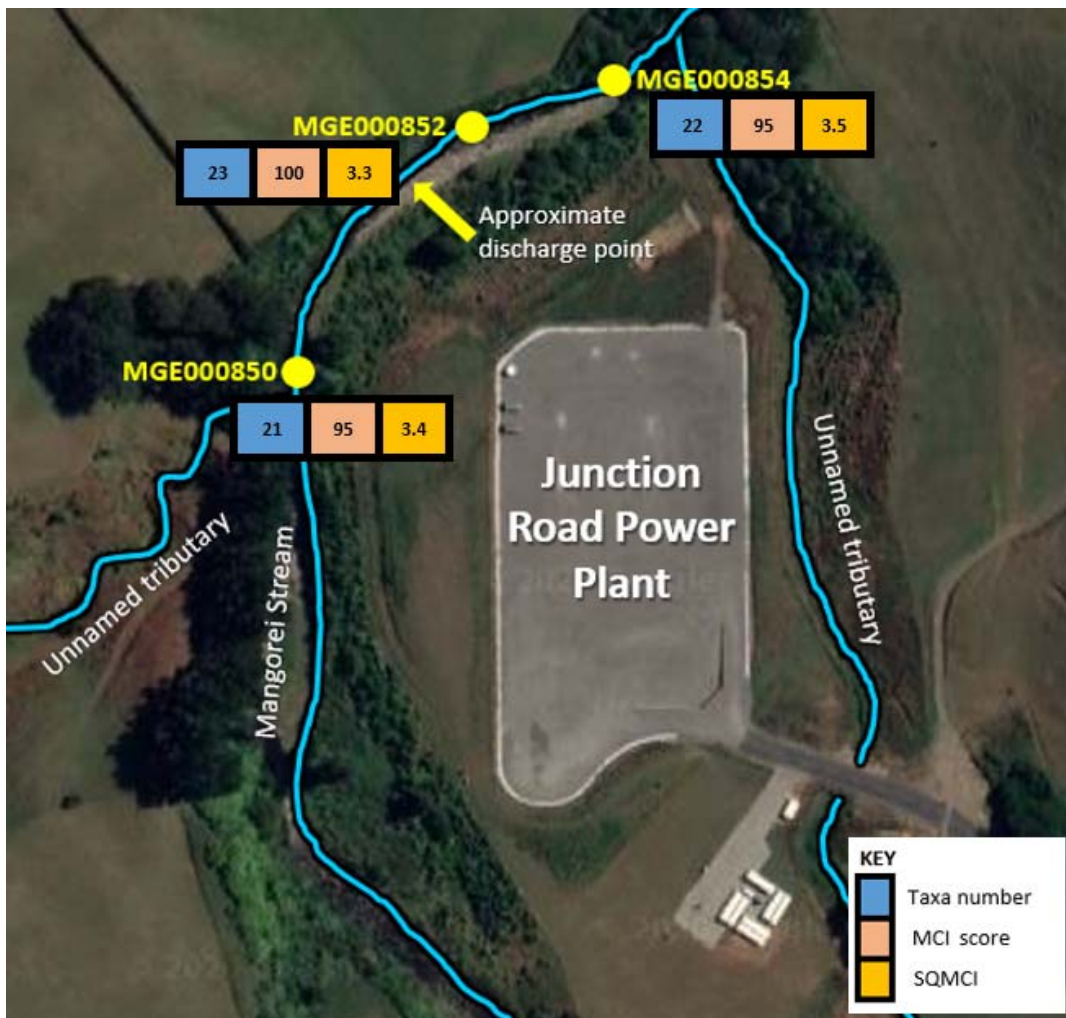 MGE000854
22 95 3.5
MGE000852
23 100 3.3
Approximate
discharge point
MGE000850
21 95 3.4
Junction
Road Power
Plant
Unnamed tributary
Mangorei Stream
Unnamed tributary
KEY
Taxa number
MCI score
SQMCI